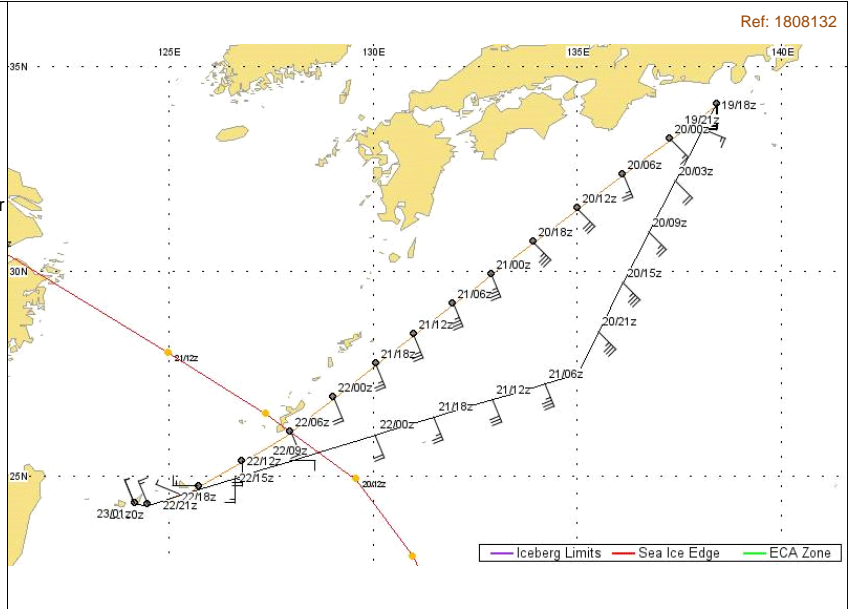 Ref: 1808132
125E 130E 135E 140E
35N
19/18z
19/21z
20/00z
20/03z
20/06z
20/12z
20/09z
20/18z
21/00z
20/15z
21/06z
20/21z
21/12z
21/12z
21/18z
22/00z
21/06z
21/12z
21/18z
22/00z
22/06z
22/09z
22/12z
22/15z
20/12z
22/18z
22/21z
30N
25N
Iceberg Limits Sea Ice Edge ECA Zone